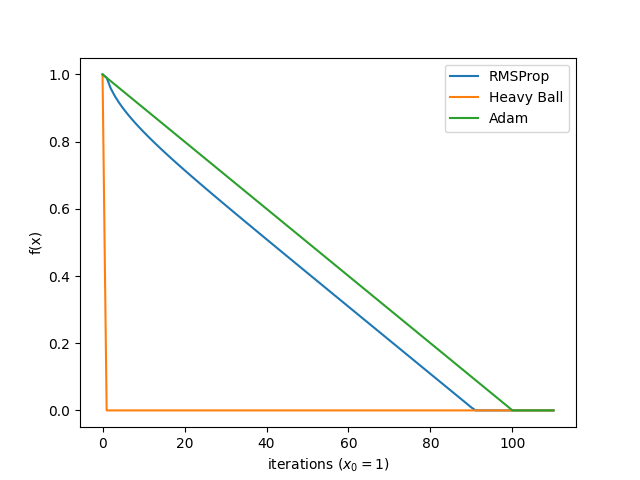 RMSProp
Heavy Ball
Adam
1.0
0.8
0.6
0.4
0.2
0.0
f(x)
0 20 40 60 80 100
iterations (x₀ = 1)